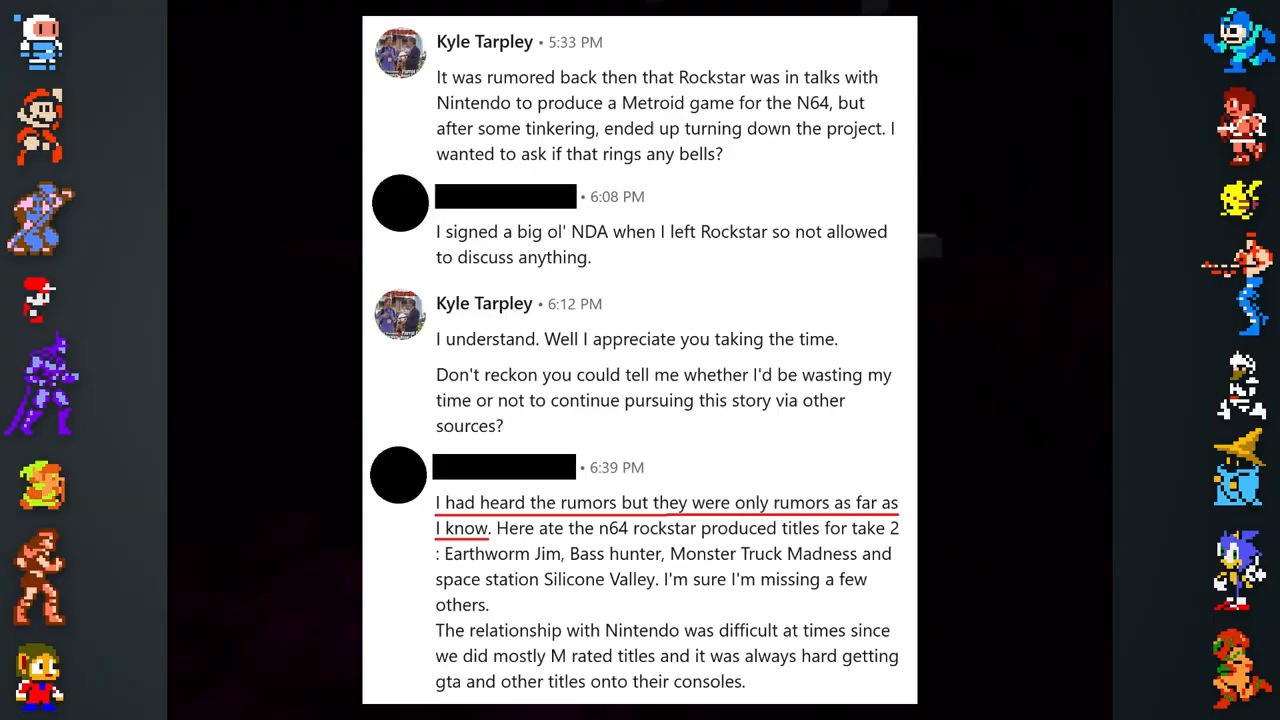 Kyle Tarpley • 5:33 PM
It was rumored back then that Rockstar was in talks with
Nintendo to produce a Metroid game for the N64, but
after some tinkering, ended up turning down the project. I
wanted to ask if that rings any bells?
• 6:08 PM
I signed a big ol' NDA when I left Rockstar so not allowed
to discuss anything.
Kyle Tarpley • 6:12 PM
I understand. Well I appreciate you taking the time.
Don't reckon you could tell me whether I'd be wasting my
time or not to continue pursuing this story via other
sources?
• 6:39 PM
I had heard the rumors but they were only rumors as far as
I know. Here ate the n64 rockstar produced titles for take 2
: Earthworm Jim, Bass hunter, Monster Truck Madness and
space station Silicone Valley. I'm sure I'm missing a few
others.
The relationship with Nintendo was difficult at times since
we did mostly M rated titles and it was always hard getting
gta and other titles onto their consoles.